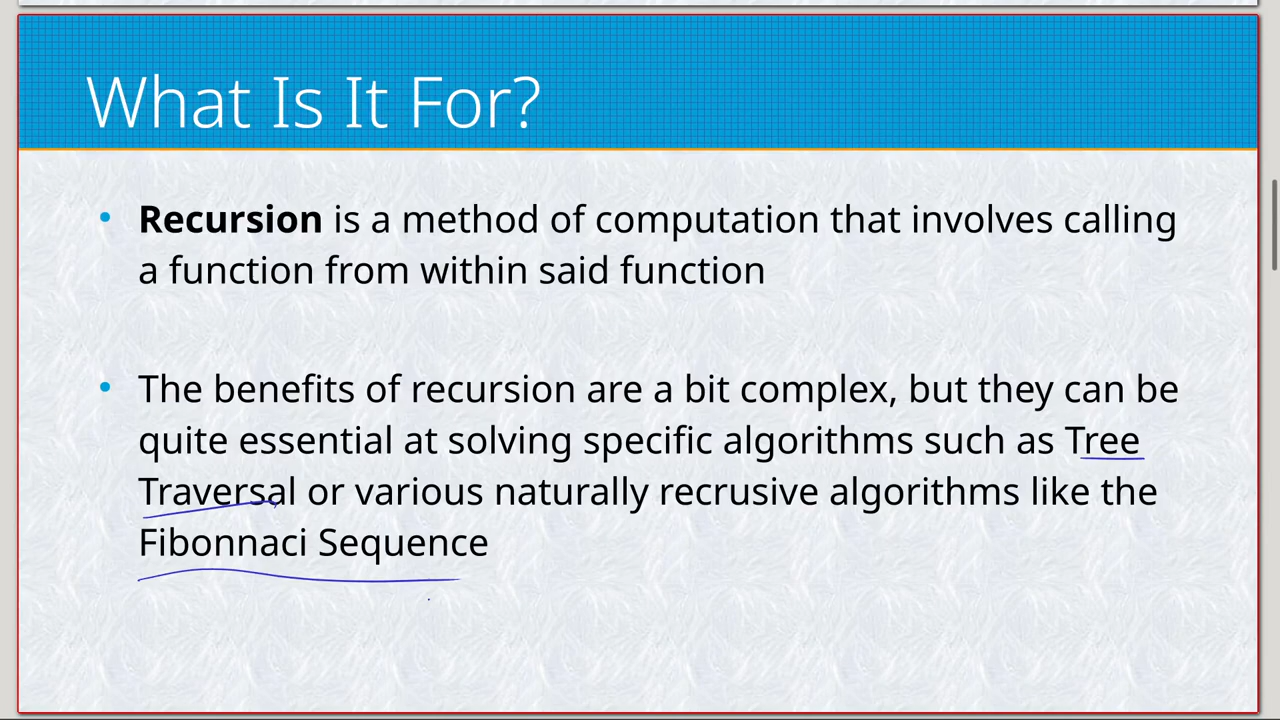 What Is It For?
• Recursion is a method of computation that involves calling
a function from within said function
• The benefits of recursion are a bit complex, but they can be
quite essential at solving specific algorithms such as Tree
Traversal or various naturally recrusive algorithms like the
Fibonnaci Sequence